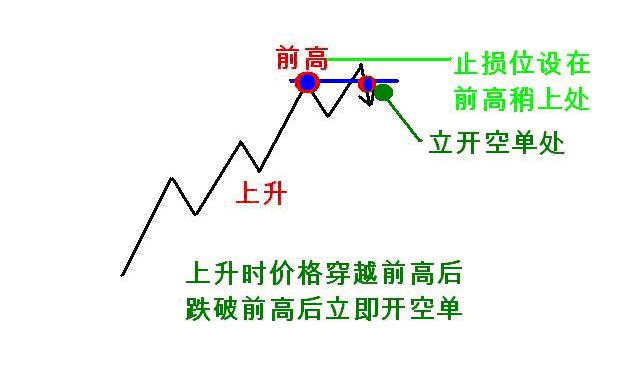 前高
止损位设在
前高稍上处
立开空单处
上升
上升时价格穿越前高后
跌破前高后立即开空单